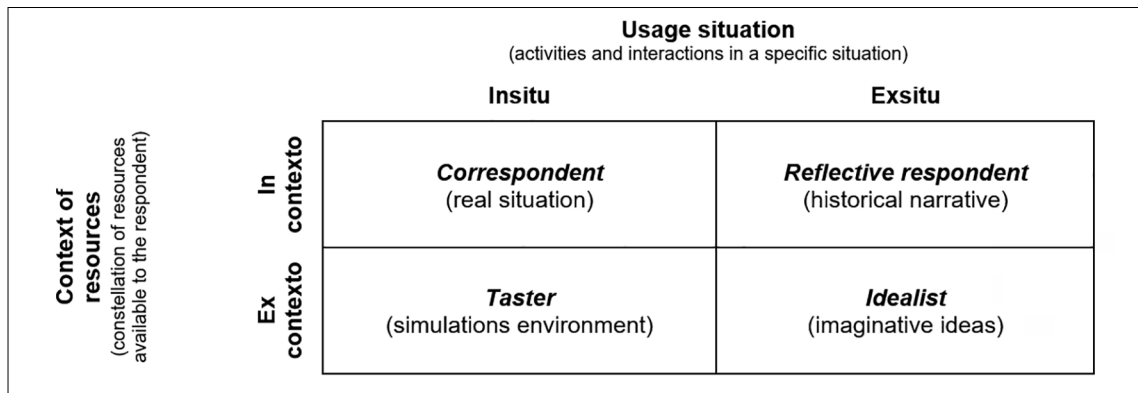 Usage situation
(activities and interactions in a specific situation)
Insitu
Exsitu
Context of
resources
(constellation of resources
available to the respondent)
In
contexto
Correspondent
(real situation)
Reflective respondent
(historical narrative)
Ex
contexto
Taster
(simulations environment)
Idealist
(imaginative ideas)